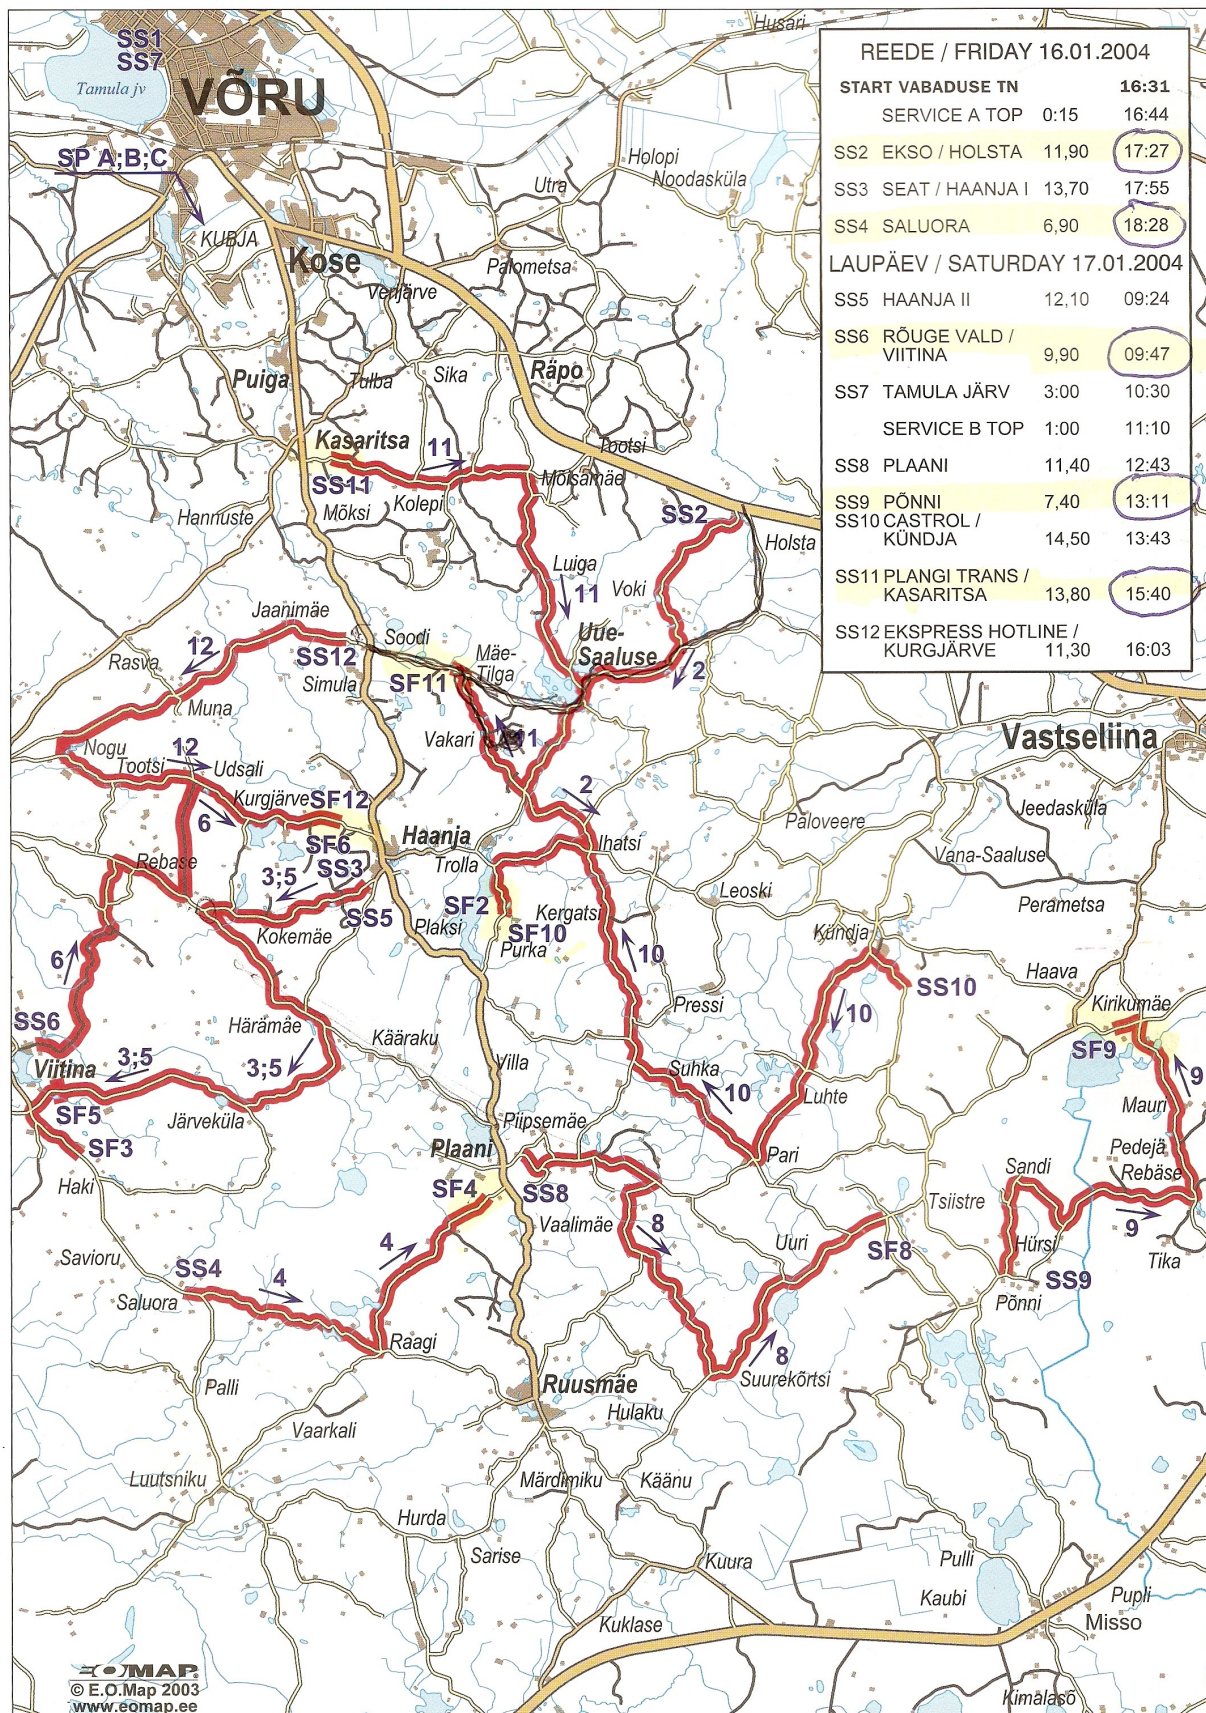 REEDE / FRIDAY 16.01.2004
START VABADUSE TN 16:31
SERVICE A TOP 0:15 16:44
SS2 EKSO / HOLSTA 11,90 17:27
SS3 SEAT / HAANJA I 13,70 17:55
SS4 SALUORA 6,90 18:28
LAUPÄEV / SATURDAY 17.01.2004
SS5 HAANJA II 12,10 09:24
SS6 RÕUGE VALD /
VIITINA 9,90 09:47
SS7 TAMULA JÄRV 3:00 10:30
SERVICE B TOP 1:00 11:10
SS8 PLAANI 11,40 12:43
SS9 PÕNNI 7,40 13:11
SS10 CASTROL /
KÜNDJA 14,50 13:43
SS11 PLANGI TRANS /
KASARITSA 13,80 15:40
SS12 EKSPRESS HOTLINE /
KURGJÄRVE 11,30 16:03
Husari
SS1
SS7
Tamula jv
VÕRU
SP A;B;C
Holopi
Noodasküla
Utra
KUBJA
Kose
Palometsa
Verijärve
Puiga
Tulba
Sika
Räpo
Kasaritsa
11
Tootsi
SS11
Kolepi
Mõisamäe
Mõksi
Hannuste
SS2
Holsta
Luiga
11
Voki
Jaanimäe
12
SS12
Soodi
Uue-
Saaluse
2
Rasva
Mäe-
Tilga
SF11
Simula
Muna
Vakari
11
Vastseliina
Nogu
Tootsi
12
Udsali
Kurgjärve
SF12
6
2
Jeedasküla
Paloveere
SF6
Haanja
Ihatsi
Vana-Saaluse
Rebase
3;5
SS3
Trolla
Leoski
SS5
SF2
Kergatsi
Perametsa
Kokemäe
Plaksi
SF10
Purka
Kündja
6
10
SS10
Haava
Pressi
Kirikumäe
SS6
Härämäe
Kääraku
10
SF9
Viitina
3;5
3;5
Villa
Suhka
10
Luhte
9
SF5
Järveküla
Piipsemäe
Mauri
SF3
Plaani
Pari
Pedejä
Rebäse
Haki
SF4
SS8
Sandi
Tsiistre
Vaalimäe
8
9
Savioru
4
Uuri
SF8
Hürsi
Tika
SS4
4
SS9
Saluora
Põnni
Raagi
8
Suurekõrtsi
Palli
Ruusmäe
Hulaku
Vaarkali
Luutsniku
Märdimiku
Käänu
Hurda
Sarise
Kuura
Pulli
Kaubi
Pupli
Kuklase
Misso
EOMAP
© E.O.Map 2003
www.eomap.ee
Kimalasõ